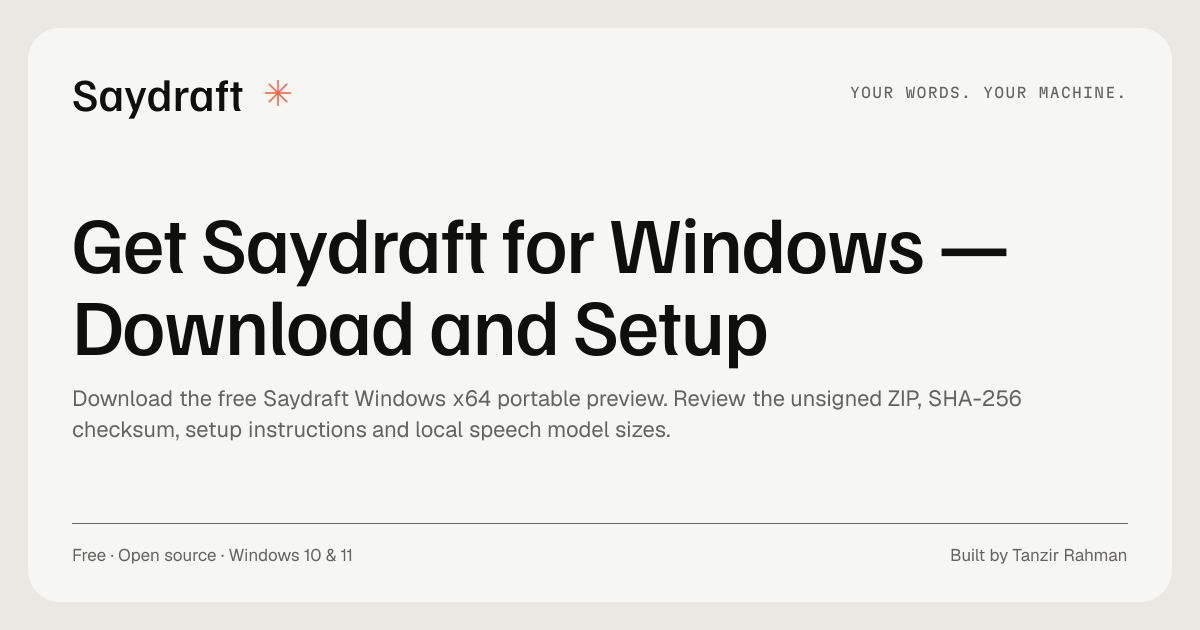 Saydraft
YOUR WORDS. YOUR MACHINE.
Get Saydraft for Windows —
Download and Setup
Download the free Saydraft Windows x64 portable preview. Review the unsigned ZIP, SHA-256
checksum, setup instructions and local speech model sizes.
Free · Open source · Windows 10 & 11
Built by Tanzir Rahman